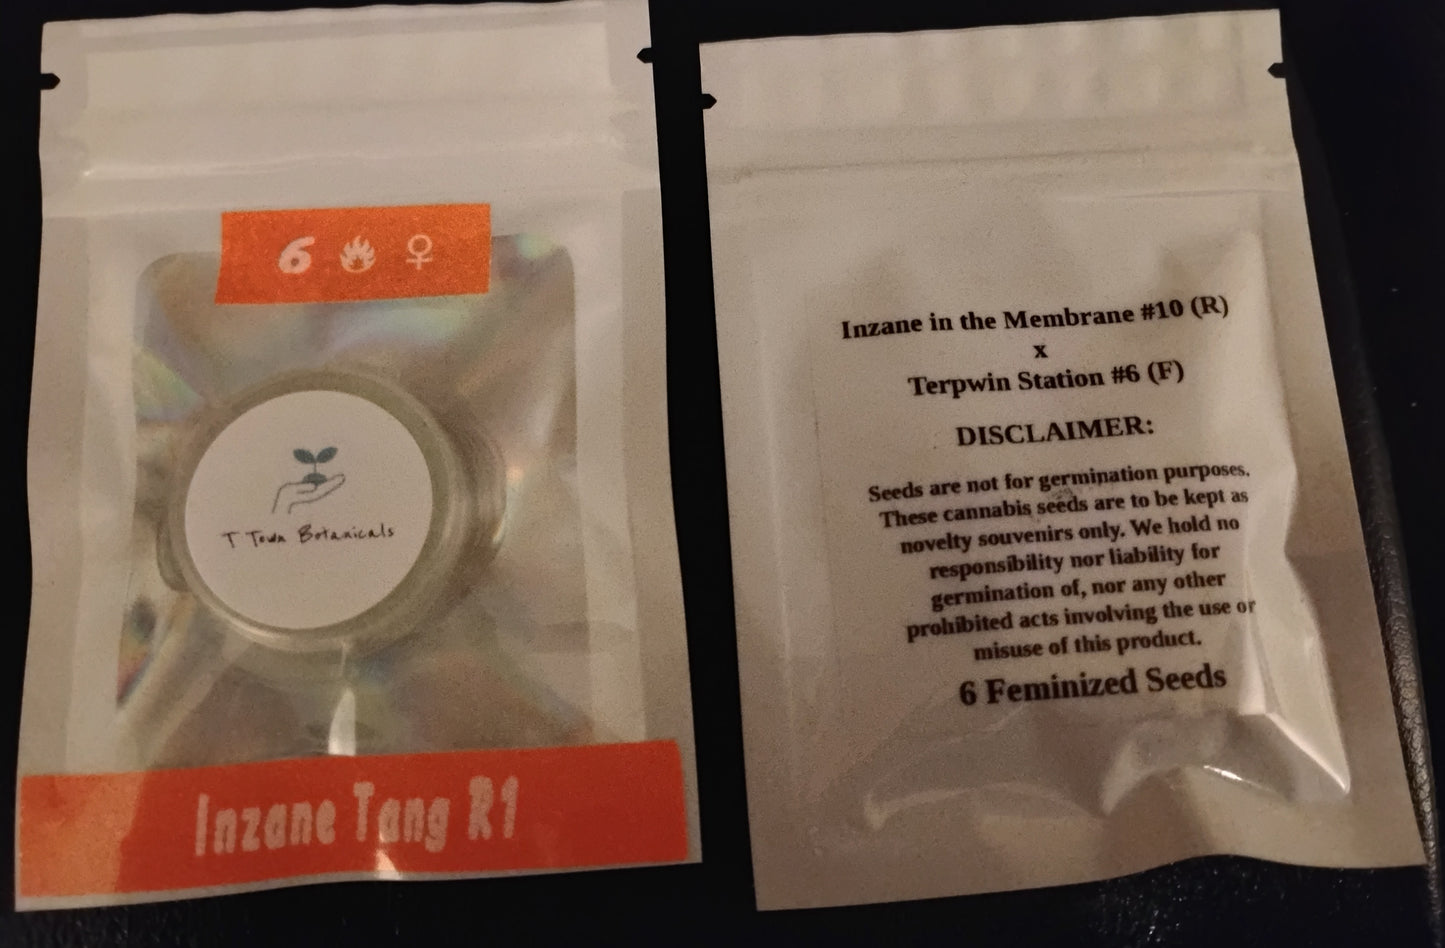 6
T Town Botanicals
Inzane Tang R1
Inzane in the Membrane #10 (R)
x
Terpwin Station #6 (F)
DISCLAIMER:
Seeds are not for germination purposes.
These cannabis seeds are to be kept as
novelty souvenirs only. We hold no
responsibility nor liability for
germination of, nor any other
prohibited acts involving the use or
misuse of this product.
6 Feminized Seeds